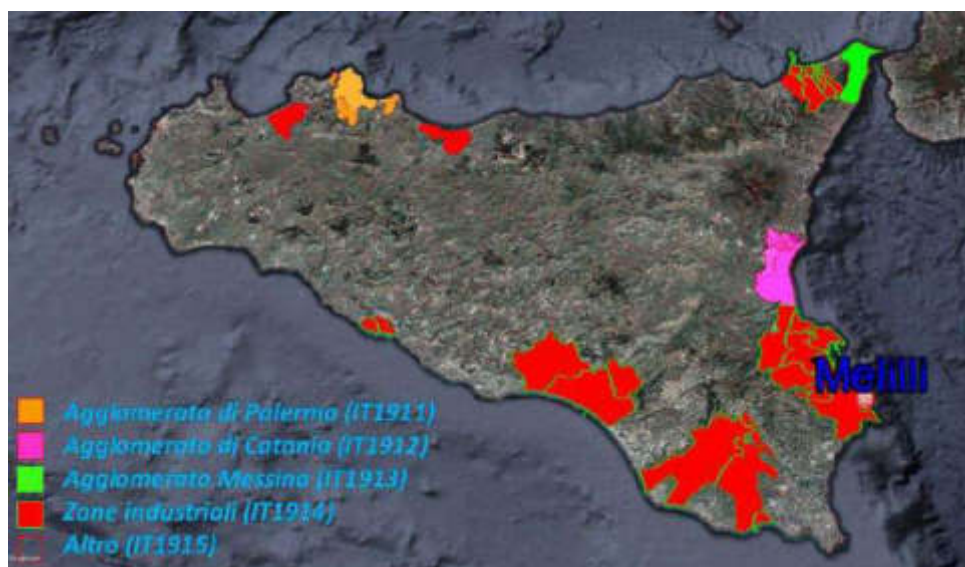 Melilli
Agglomerato di Palermo (IT1911)
Agglomerato di Catania (IT1912)
Agglomerato Messina (IT1913)
Zone industriali (IT1914)
Altro (IT1915)